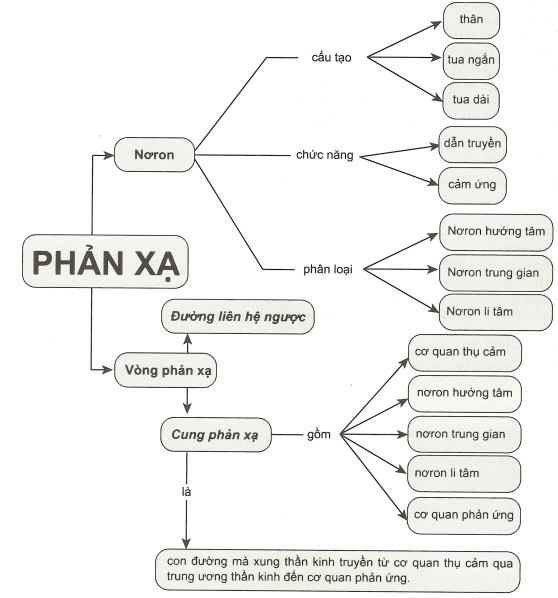 thân
cấu tạo
tua ngắn
tua dài
Nơron
chức năng
dẫn truyền
cảm ứng
Nơron hướng tâm
phân loại
Nơron trung gian
Nơron li tâm
PHẢN XẠ
Đường liên hệ ngược
Vòng phản xạ
Cung phản xạ
gồm
cơ quan thụ cảm
nơron hướng tâm
nơron trung gian
nơron li tâm
cơ quan phản ứng
là
con đường mà xung thần kinh truyền từ cơ quan thụ cảm qua
trung ương thần kinh đến cơ quan phản ứng.